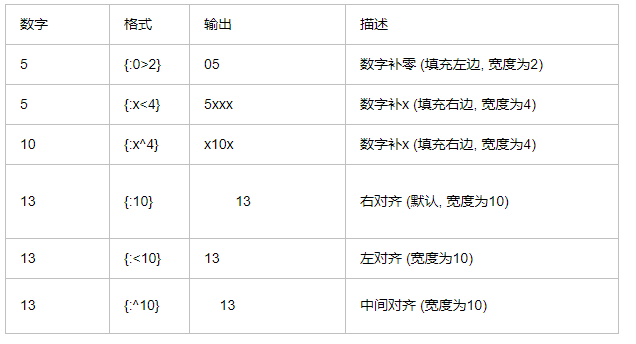 数字 格式 输出 描述
5 {:0>2} 05 数字补零 (填充左边, 宽度为2)
5 {:x<4} 5xxx 数字补x (填充右边, 宽度为4)
10 {:x^4} x10x 数字补x (填充右边, 宽度为4)
13 {:10} 13 右对齐 (默认, 宽度为10)
13 {:<10} 13 左对齐 (宽度为10)
13 {:^10} 13 中间对齐 (宽度为10)